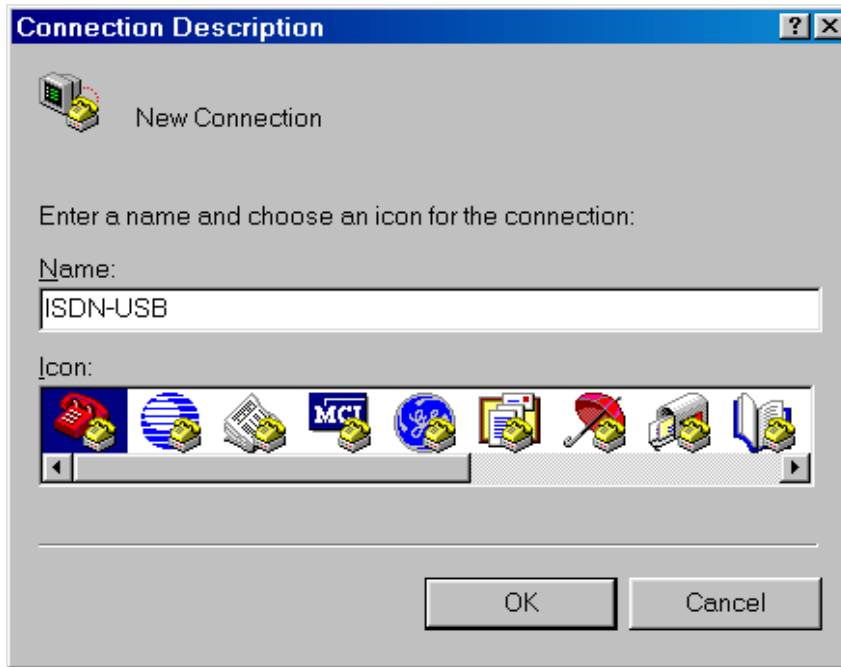 Connection Description
New Connection
Enter a name and choose an icon for the connection:
Name:
ISDN-USB
Icon:
MCI
OK Cancel